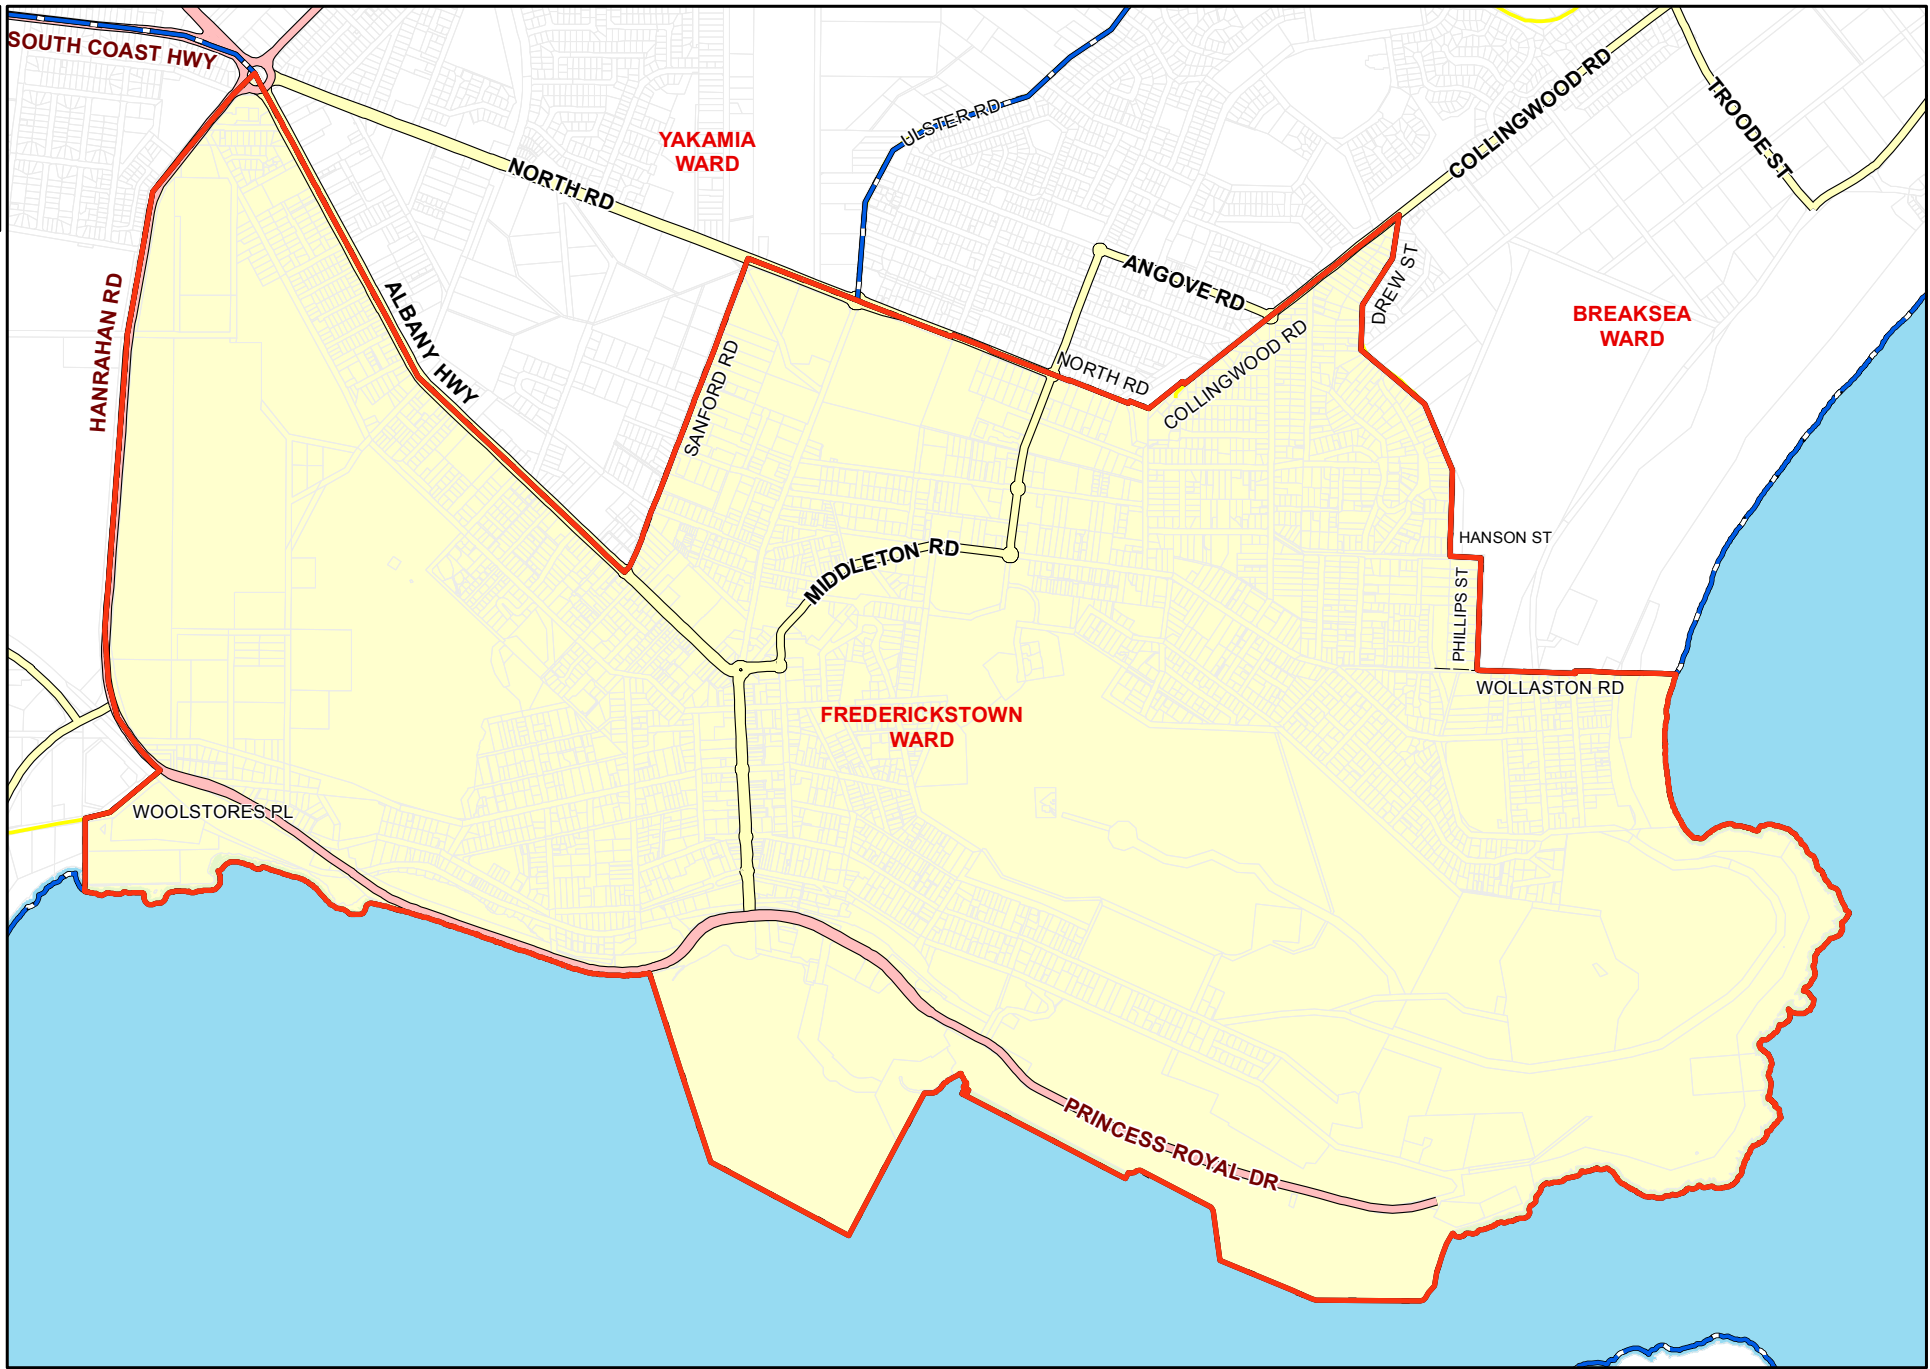 SOUTH COAST HWY
COLLINGWOOD RD
TROODE ST
ULSTER RD
YAKAMIA
WARD
NORTH RD
ANGOVE RD
DREW ST
HANRAHAN RD
ALBANY HWY
BREAKSEA
WARD
SANFORD RD
NORTH RD
COLLINGWOOD RD
HANSON ST
MIDDLETON RD
PHILLIPS ST
WOLLASTON RD
FREDERICKSTOWN
WARD
WOOLSTORES PL
PRINCESS ROYAL DR